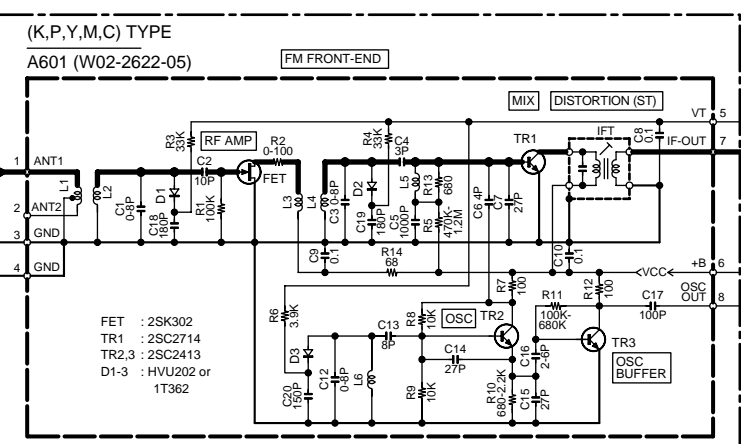 (K,P,Y,M,C) TYPE
A601 (W02-2622-05)
FM FRONT-END
MIX
DISTORTION (ST)
VT 5
R3
33K
RF AMP
R2
0-100
R4
33K
C4
3P
TR1
IFT
C8
0.1
IF-OUT 7
1 ANT1
C2
10P
FET
L1
L2
D1
D2
L5
R13
680
2 ANT2
C1
0-8P
C18
180P
R1
100K
L3
L4
C3 0-8P
C19
180P
C5
1000P
R5
470K-
1.2M
C6 4P
C7
27P
3 GND
C9
0.1
R14
68
C10
0.1
4 GND
<VCC
+B 6
R7
100
R12
100
OSC
OUT 8
R11
100K-
680K
C17
100P
R6
3.9K
R8
10K
OSC
TR2
FET : 2SK302
TR1 : 2SC2714
TR2,3 : 2SC2413
D1-3 : HVU202 or
1T362
C13
8P
TR3
D3
C14
27P
C16
2-6P
OSC
BUFFER
C20
150P
C12
0-8P
L6
R9
10K
R10
680-2.2K
C15
27P